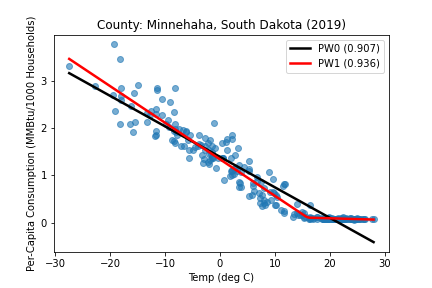 County: Minnehaha, South Dakota (2019)
PW0 (0.907)
PW1 (0.936)
Per-Capita Consumption (MMBtu/1000 Households)
3
2
1
0
−30
−20
−10
0
10
20
30
Temp (deg C)